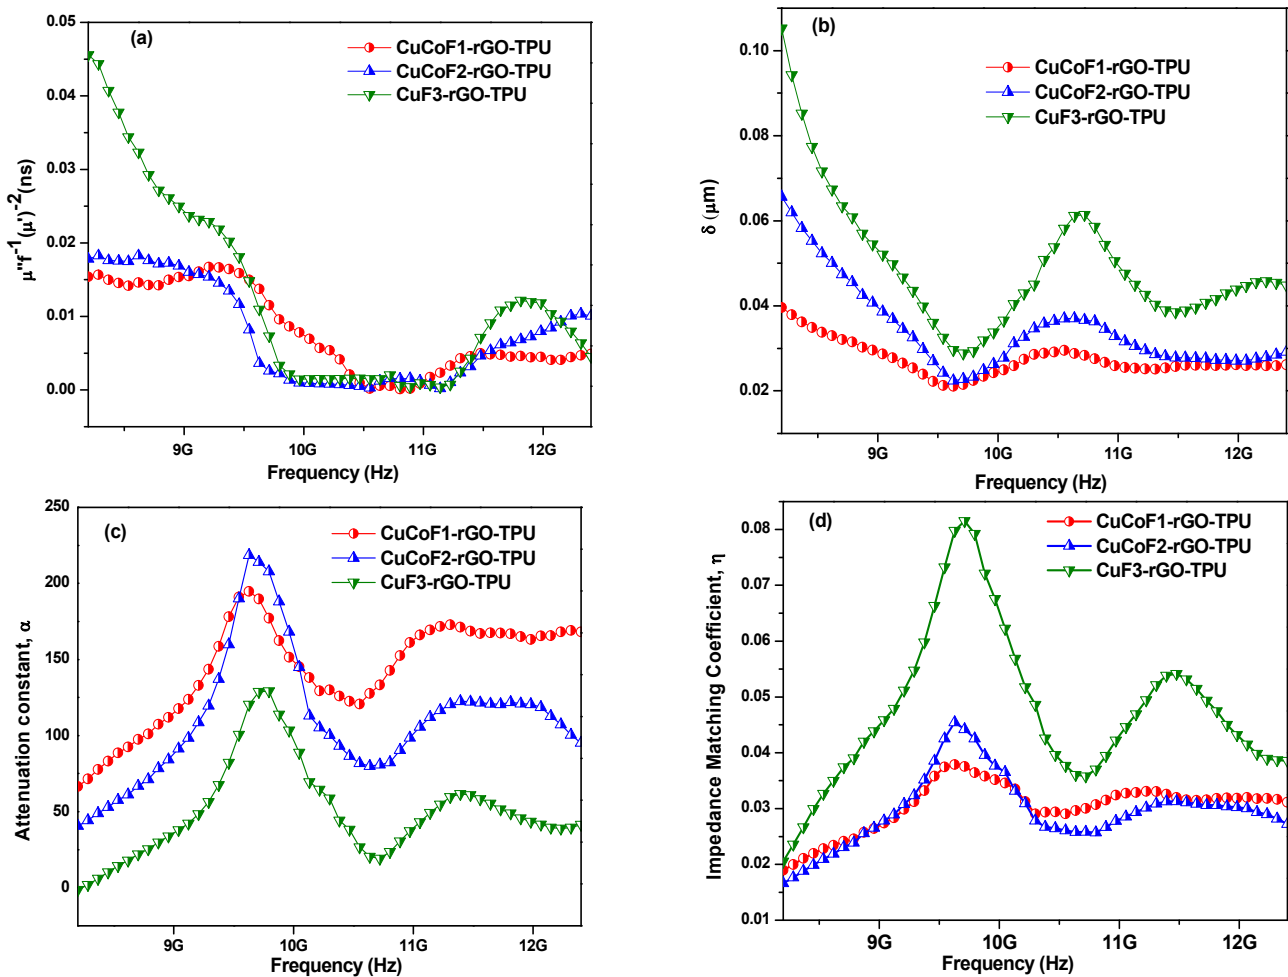 (a)
CuCoF1-rGO-TPU
CuCoF2-rGO-TPU
CuF3-rGO-TPU
μ"f⁻¹(μ')⁻²(ns)
0.05
0.04
0.03
0.02
0.01
0.00
9G 10G 11G 12G
Frequency (Hz)
(b)
CuCoF1-rGO-TPU
CuCoF2-rGO-TPU
CuF3-rGO-TPU
δ (μm)
0.10
0.08
0.06
0.04
0.02
9G 10G 11G 12G
Frequency (Hz)
(c)
CuCoF1-rGO-TPU
CuCoF2-rGO-TPU
CuF3-rGO-TPU
Attenuation constant, α
250
200
150
100
50
0
9G 10G 11G 12G
Frequency (Hz)
(d)
CuCoF1-rGO-TPU
CuCoF2-rGO-TPU
CuF3-rGO-TPU
Impedance Matching Coefficient, η
0.08
0.07
0.06
0.05
0.04
0.03
0.02
0.01
9G 10G 11G 12G
Frequency (Hz)